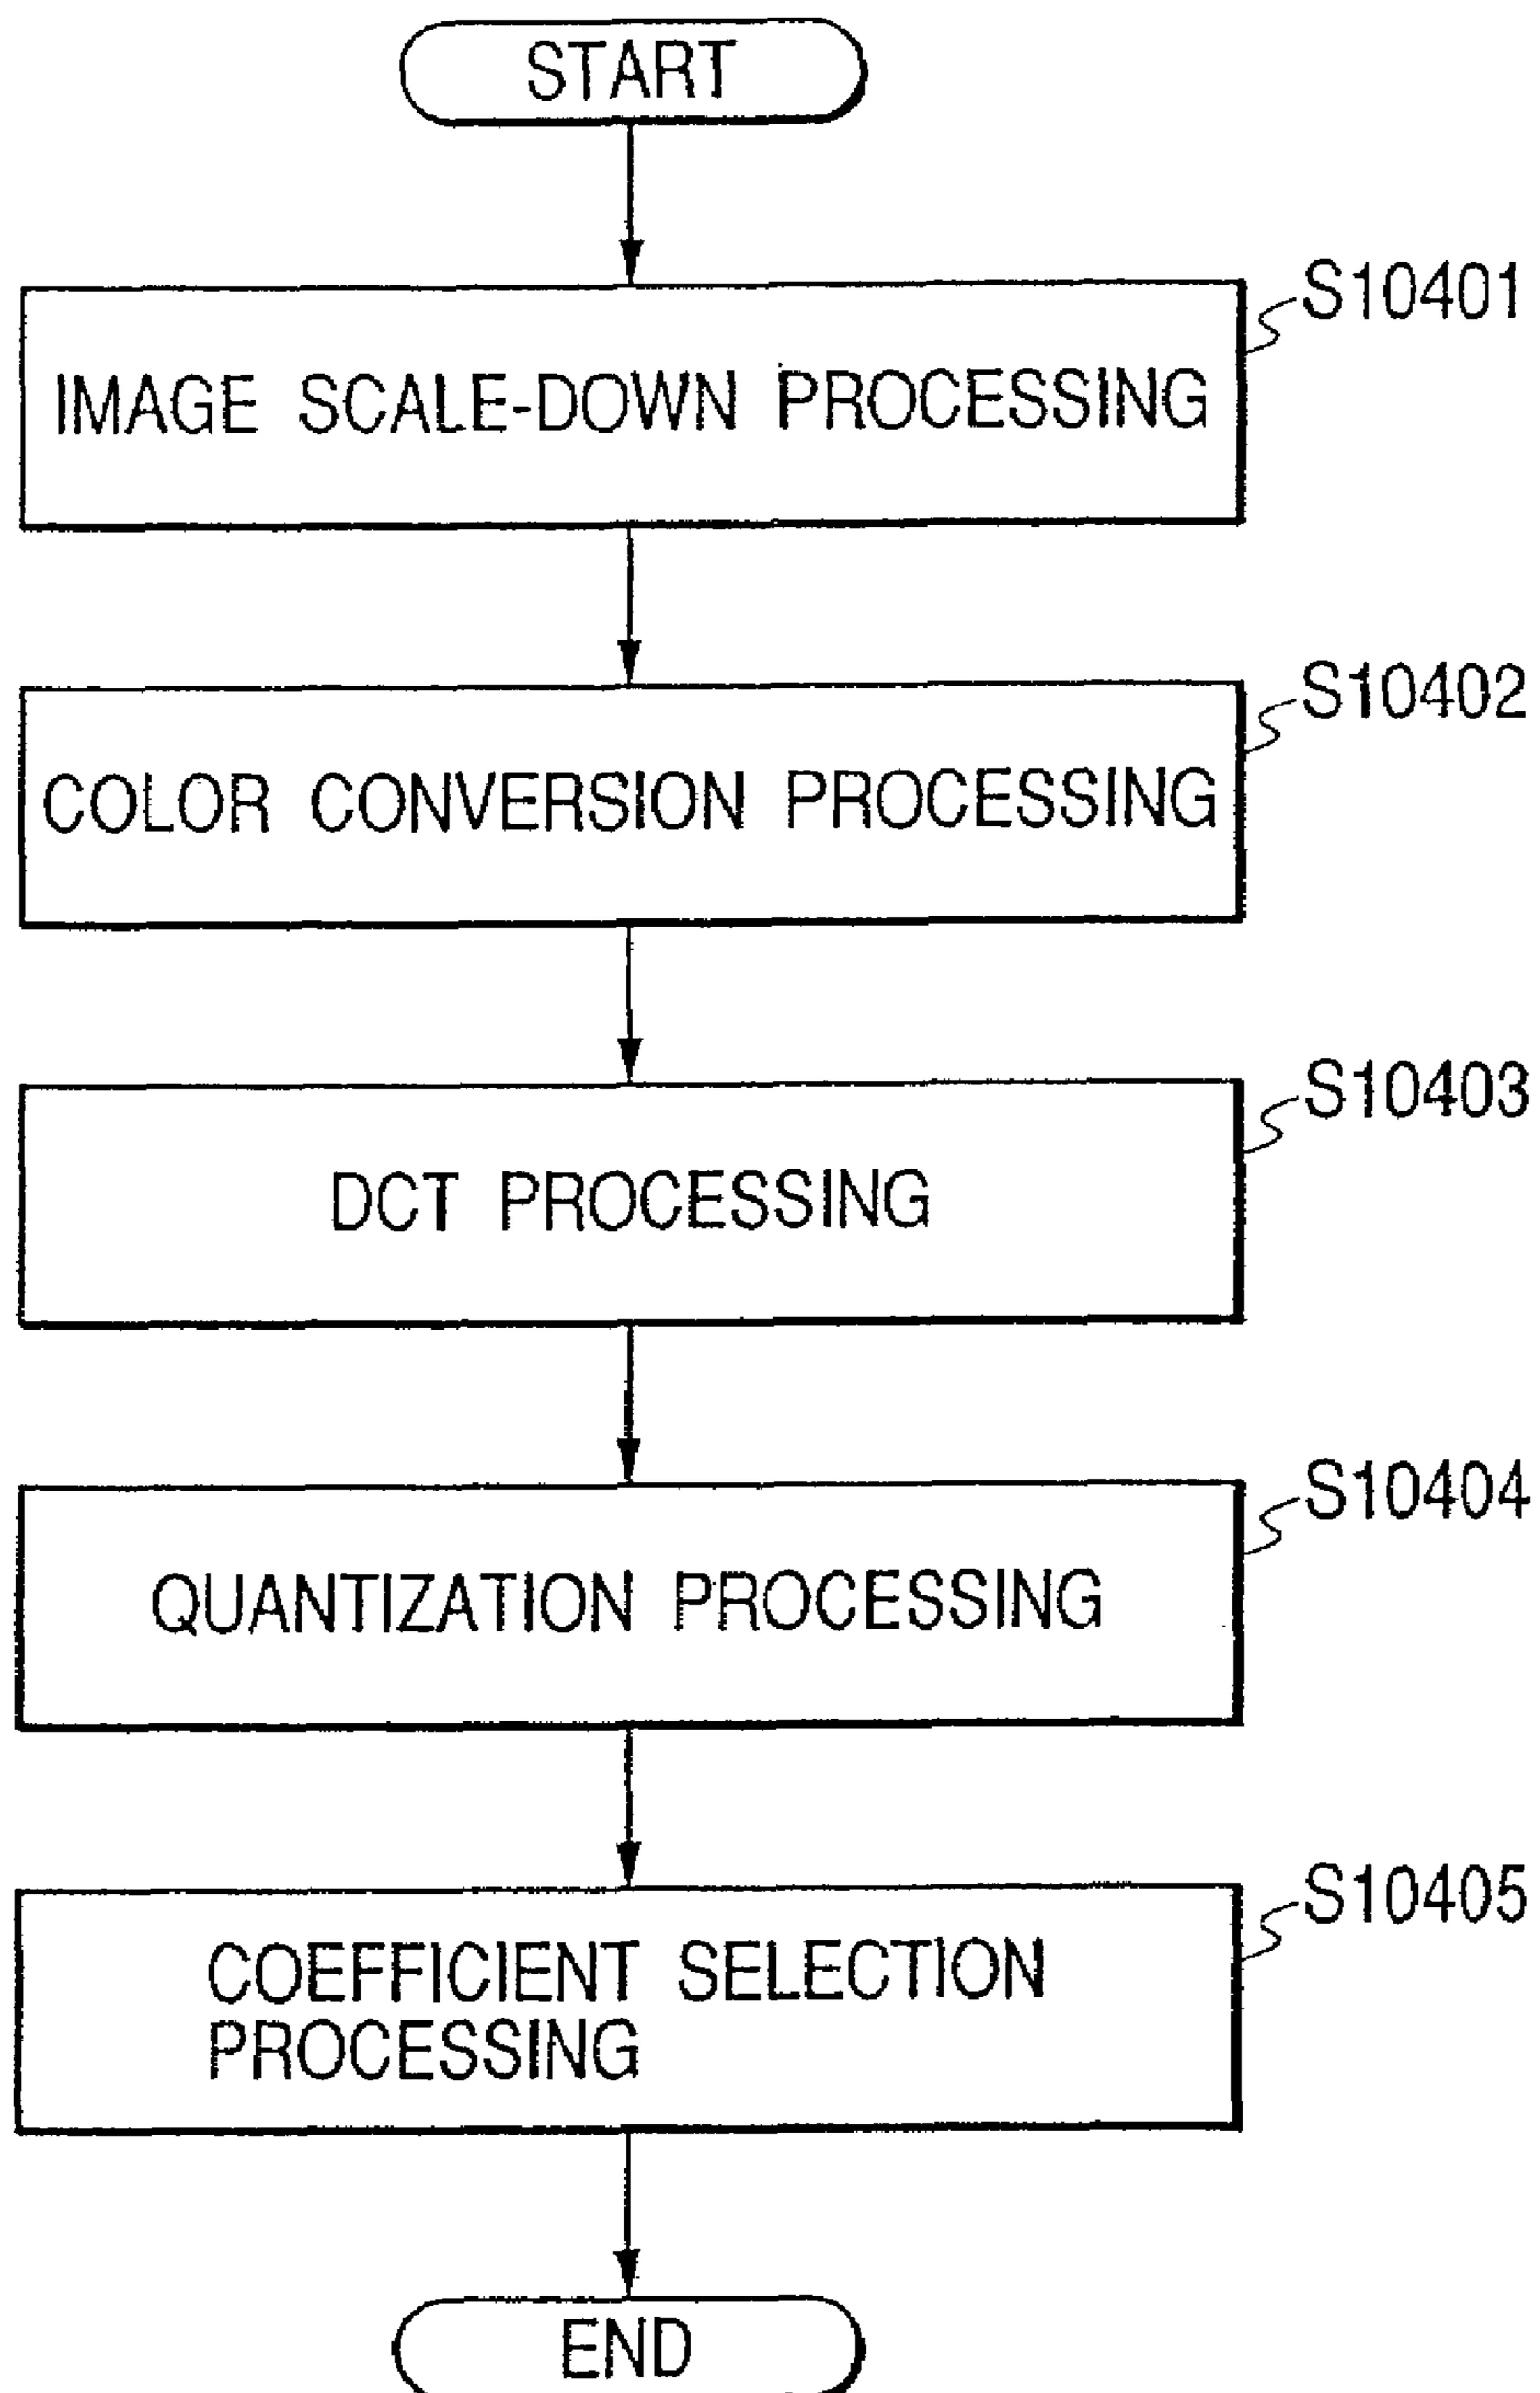 START
S10401
IMAGE SCALE-DOWN PROCESSING
S10402
COLOR CONVERSION PROCESSING
S10403
DCT PROCESSING
S10404
QUANTIZATION PROCESSING
S10405
COEFFICIENT SELECTION
PROCESSING
END